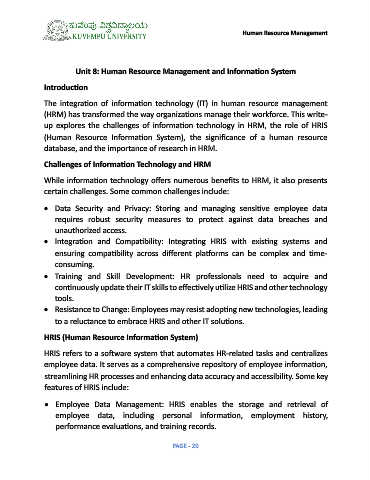 ಕುವೆಂಪು ವಿಶ್ವವಿದ್ಯಾಲಯ
KUVEMPU UNIVERSITY
Human Resource Management
Unit 8: Human Resource Management and Information System
Introduction
The integration of information technology (IT) in human resource management
(HRM) has transformed the way organizations manage their workforce. This write-
up explores the challenges of information technology in HRM, the role of HRIS
(Human Resource Information System), the significance of a human resource
database, and the importance of research in HRM.
Challenges of Information Technology and HRM
While information technology offers numerous benefits to HRM, it also presents
certain challenges. Some common challenges include:
• Data Security and Privacy: Storing and managing sensitive employee data
requires robust security measures to protect against data breaches and
unauthorized access.
• Integration and Compatibility: Integrating HRIS with existing systems and
ensuring compatibility across different platforms can be complex and time-
consuming.
• Training and Skill Development: HR professionals need to acquire and
continuously update their IT skills to effectively utilize HRIS and other technology
tools.
• Resistance to Change: Employees may resist adopting new technologies, leading
to a reluctance to embrace HRIS and other IT solutions.
HRIS (Human Resource Information System)
HRIS refers to a software system that automates HR-related tasks and centralizes
employee data. It serves as a comprehensive repository of employee information,
streamlining HR processes and enhancing data accuracy and accessibility. Some key
features of HRIS include:
• Employee Data Management: HRIS enables the storage and retrieval of
employee data, including personal information, employment history,
performance evaluations, and training records.
PAGE - 20